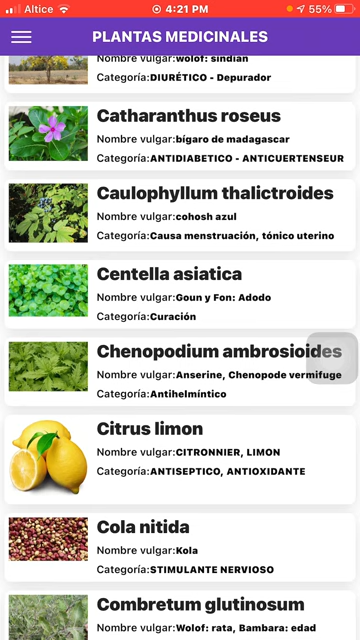 Altice 4:21 PM 55%
PLANTAS MEDICINALES
Nombre vulgar:wolof: sindian
Categoría:DIURÉTICO - Depurador
Catharanthus roseus
Nombre vulgar:bígaro de madagascar
Categoría:ANTIDIABETICO - ANTICUERTENSEUR
Caulophyllum thalictroides
Nombre vulgar:cohosh azul
Categoría:Causa menstruación, tónico uterino
Centella asiatica
Nombre vulgar:Goun y Fon: Adodo
Categoría:Curación
Chenopodium ambrosioides
Nombre vulgar:Anserine, Chenopode vermifuge
Categoría:Antihelmíntico
Citrus limon
Nombre vulgar:CITRONNIER, LIMON
Categoría:ANTISEPTICO, ANTIOXIDANTE
Cola nitida
Nombre vulgar:Kola
Categoría:STIMULANTE NERVIOSO
Combretum glutinosum
Nombre vulgar:Wolof: rata, Bambara: edad